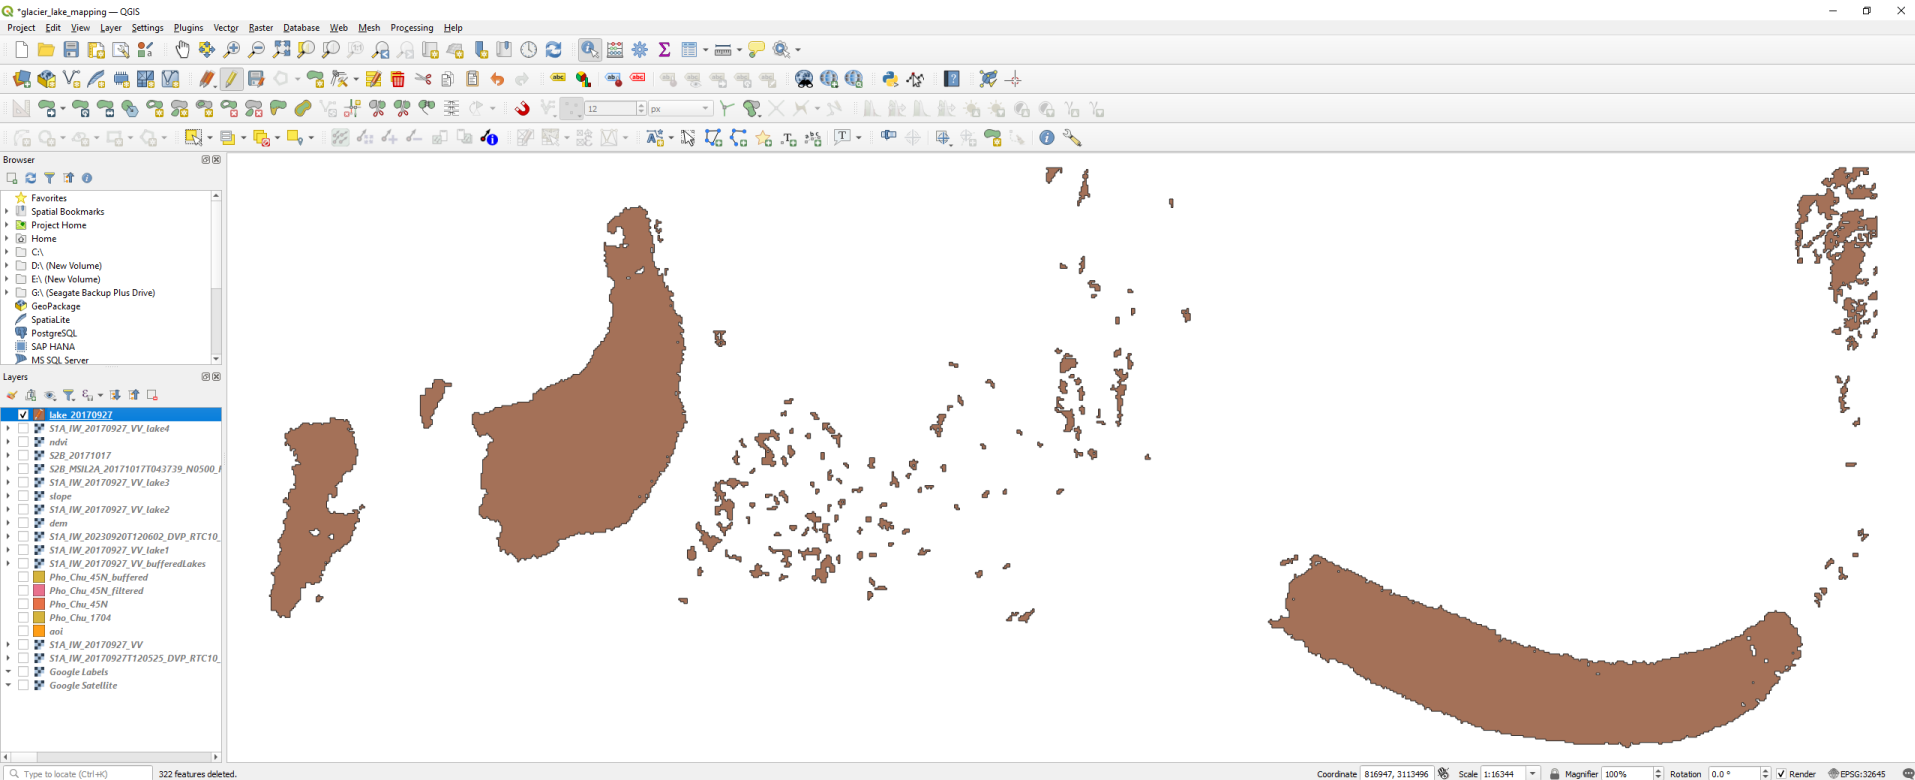 *glacier_lake_mapping — QGIS
Project Edit View Layer Settings Plugins Vector Raster Database Web Mesh Processing Help
12 px
Browser
Favorites
Spatial Bookmarks
Project Home
Home
C:\
D:\ (New Volume)
E:\ (New Volume)
G:\ (Seagate Backup Plus Drive)
GeoPackage
SpatiaLite
PostgreSQL
SAP HANA
MS SQL Server
Layers
lake_20170927
S1A_IW_20170927_VV_lake4
ndvi
S2B_20171017
S2B_MSIL2A_20171017T043739_N0500_
S1A_IW_20170927_VV_lake3
slope
S1A_IW_20170927_VV_lake2
dem
S1A_IW_20230920T120602_DVP_RTC10_
S1A_IW_20170927_VV_lake1
S1A_IW_20170927_VV_bufferedLakes
Pho_Chu_45N_buffered
Pho_Chu_45N_filtered
Pho_Chu_45N
Pho_Chu_1704
aoi
S1A_IW_20170927_VV
S1A_IW_20170927T120525_DVP_RTC10_
Google Labels
Google Satellite
Type to locate (Ctrl+K) 322 features deleted. Coordinate 816947, 3113496 Scale 1:16344 Magnifier 100% Rotation 0.0 ° Render EPSG:32645